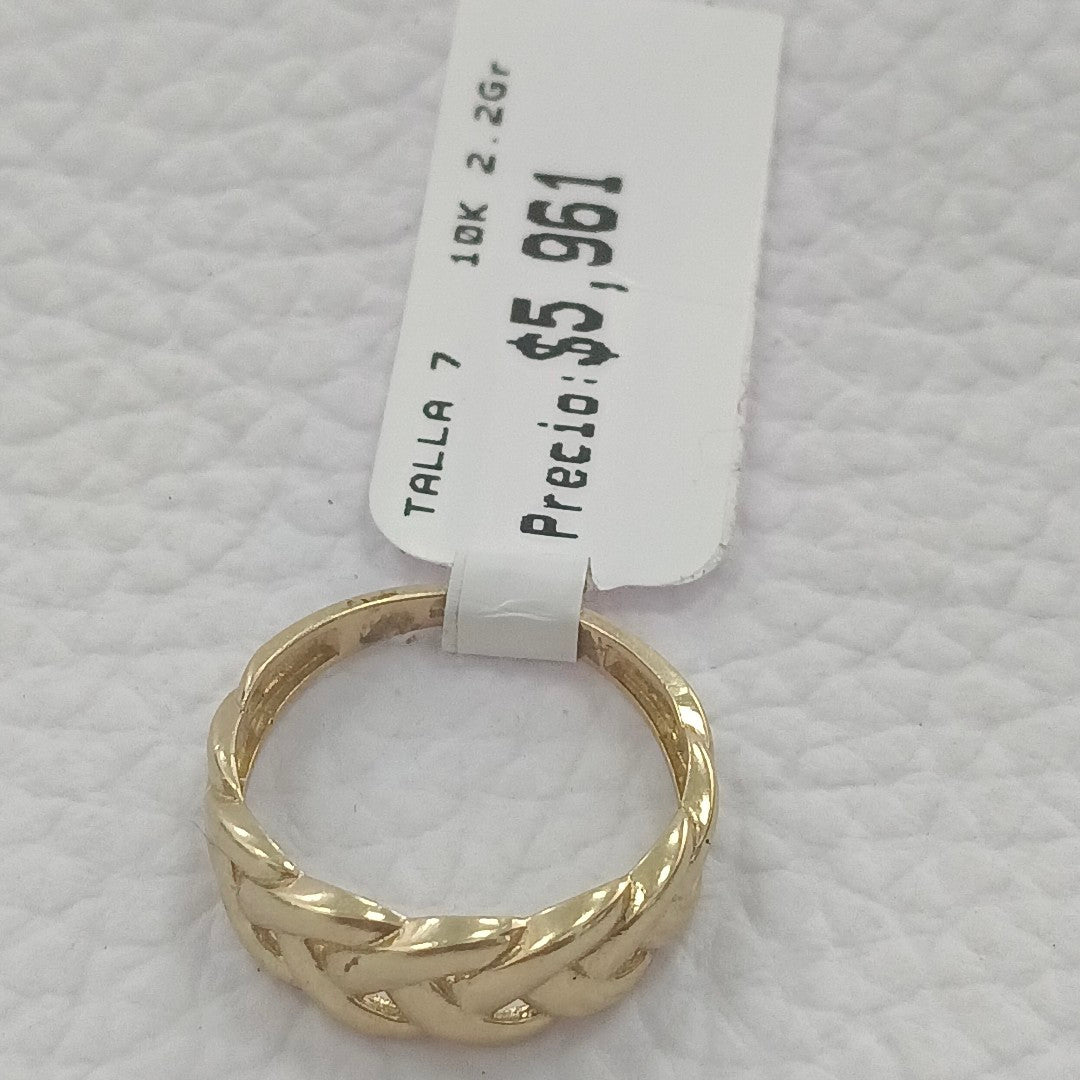 TALLA 7 10K 2.2Gr
Precio:$5,961